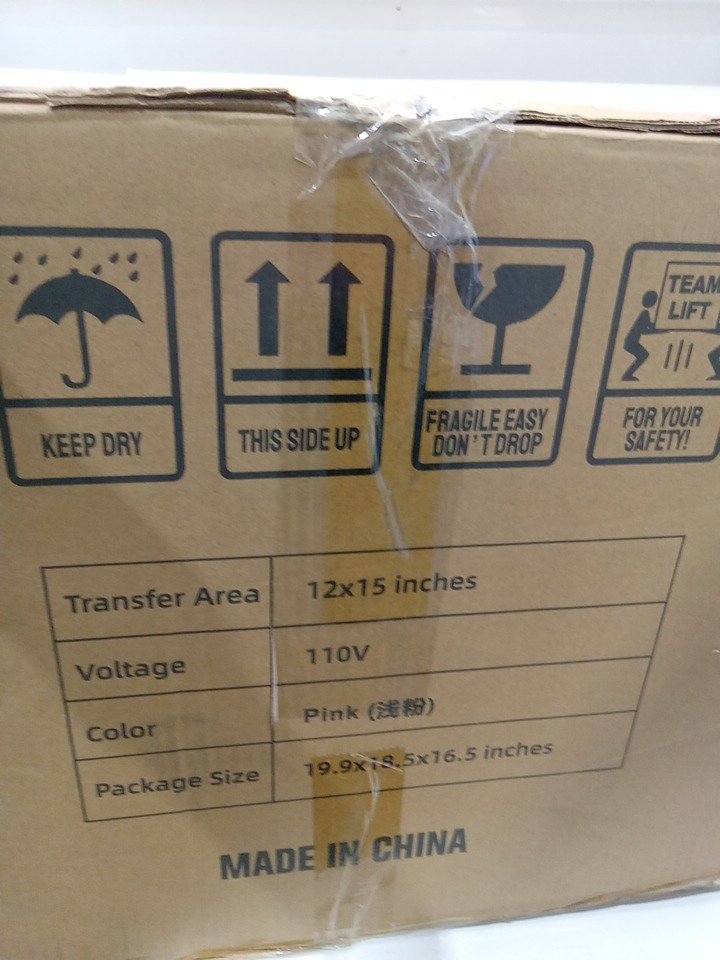 TEAM
LIFT
KEEP DRY
THIS SIDE UP
FRAGILE EASY
DON'T DROP
FOR YOUR
SAFETY!
Transfer Area 12x15 inches
Voltage 110V
Color Pink (浅粉)
Package Size 19.9x18.5x16.5 inches
MADE IN CHINA